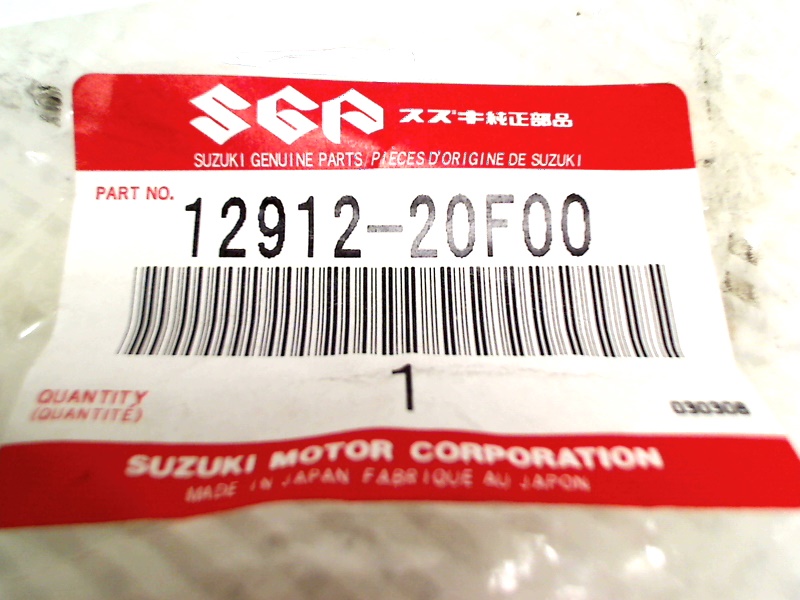 SGP スズキ純正部品
SUZUKI GENUINE PARTS/PIECES D'ORIGINE DE SUZUKI
PART NO. 12912-20F00
1
QUANTITY
(QUANTITÉ)
030308
SUZUKI MOTOR CORPORATION
MADE IN JAPAN FABRIQUE AU JAPON